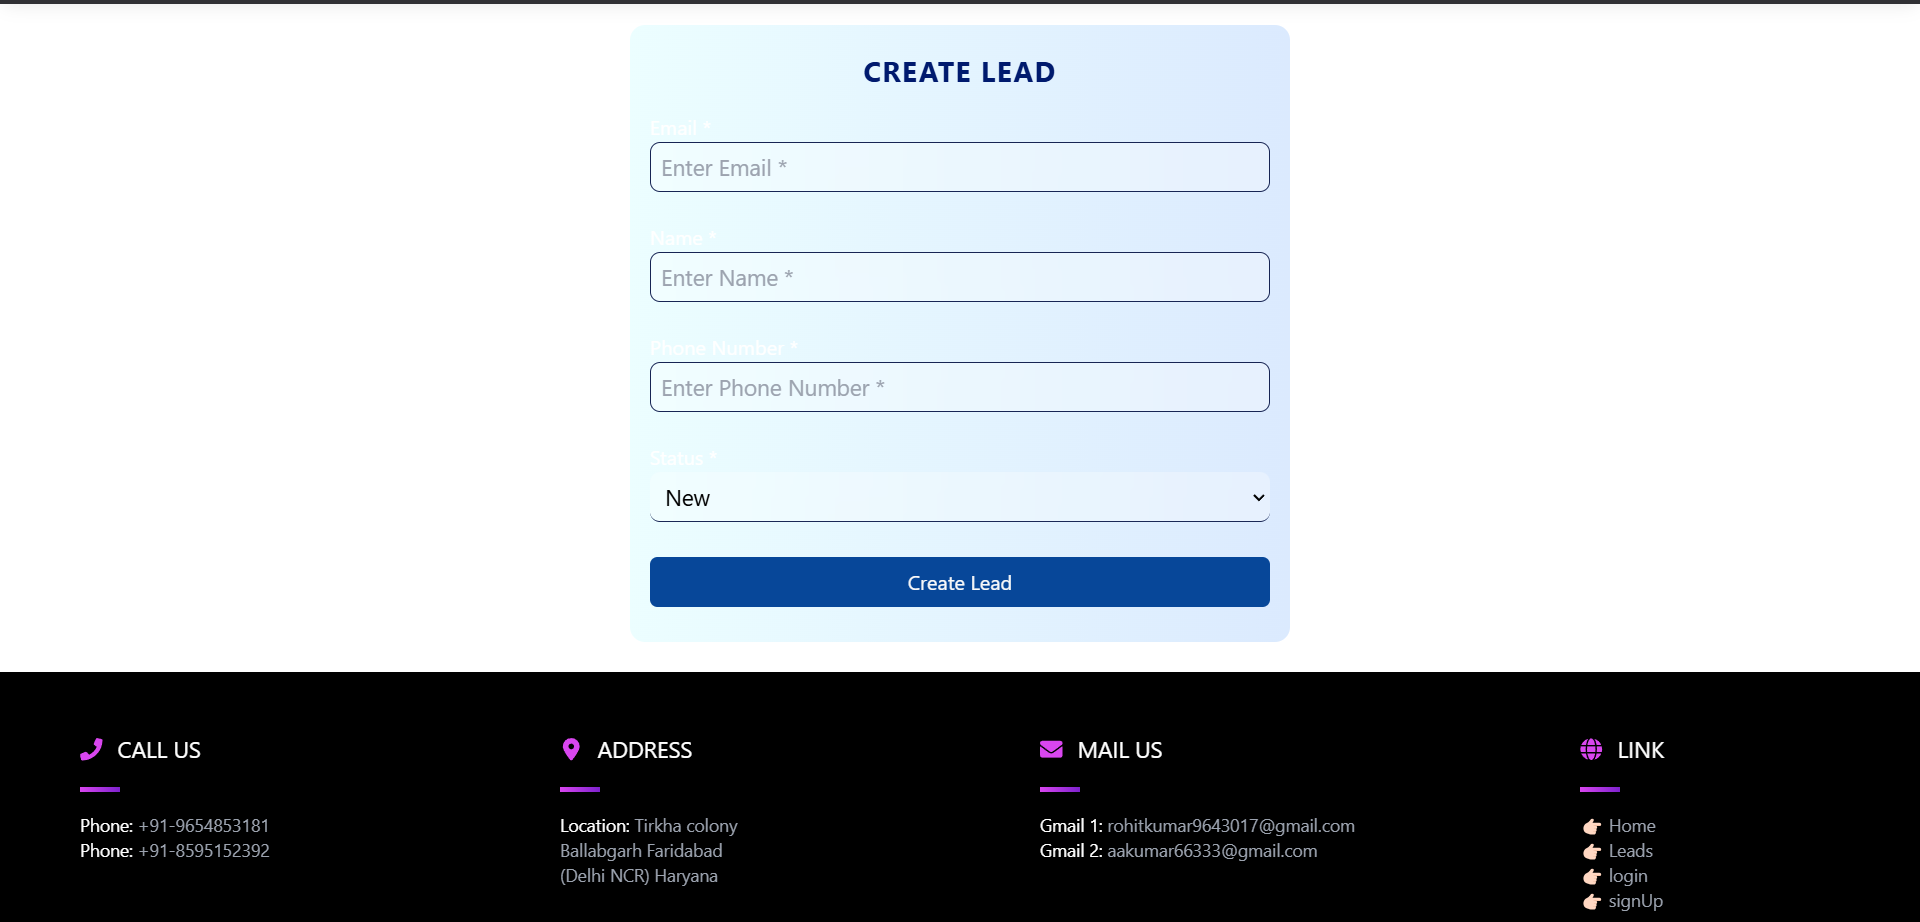 CREATE LEAD
Email *
Enter Email *
Name *
Enter Name *
Phone Number *
Enter Phone Number *
Status *
New
Create Lead
CALL US
Phone: +91-9654853181
Phone: +91-8595152392
ADDRESS
Location: Tirkha colony
Ballabgarh Faridabad
(Delhi NCR) Haryana
MAIL US
Gmail 1: rohitkumar9643017@gmail.com
Gmail 2: aakumar66333@gmail.com
LINK
Home
Leads
login
signUp